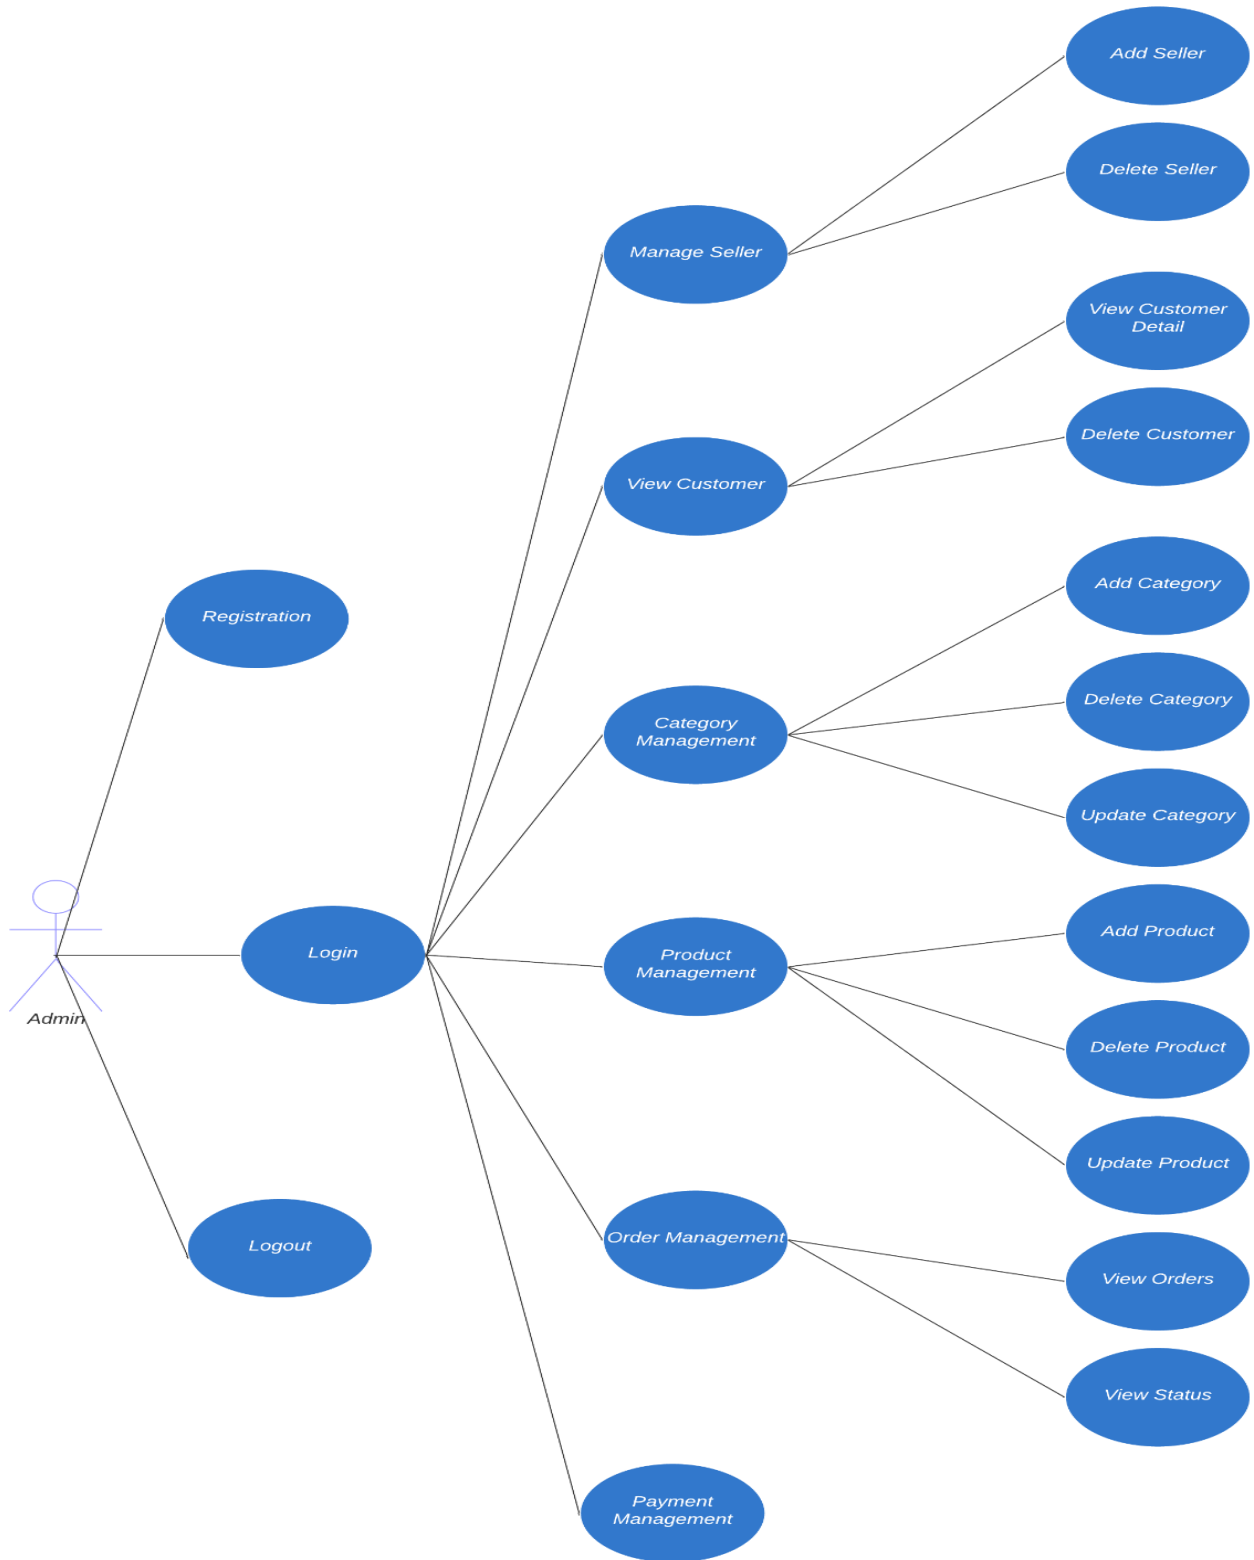 Add Seller
Delete Seller
Manage Seller
View Customer
Detail
Delete Customer
View Customer
Add Category
Registration
Delete Category
Category
Management
Update Category
Add Product
Login
Product
Management
Admin
Delete Product
Update Product
Order Management
Logout
View Orders
View Status
Payment
Management